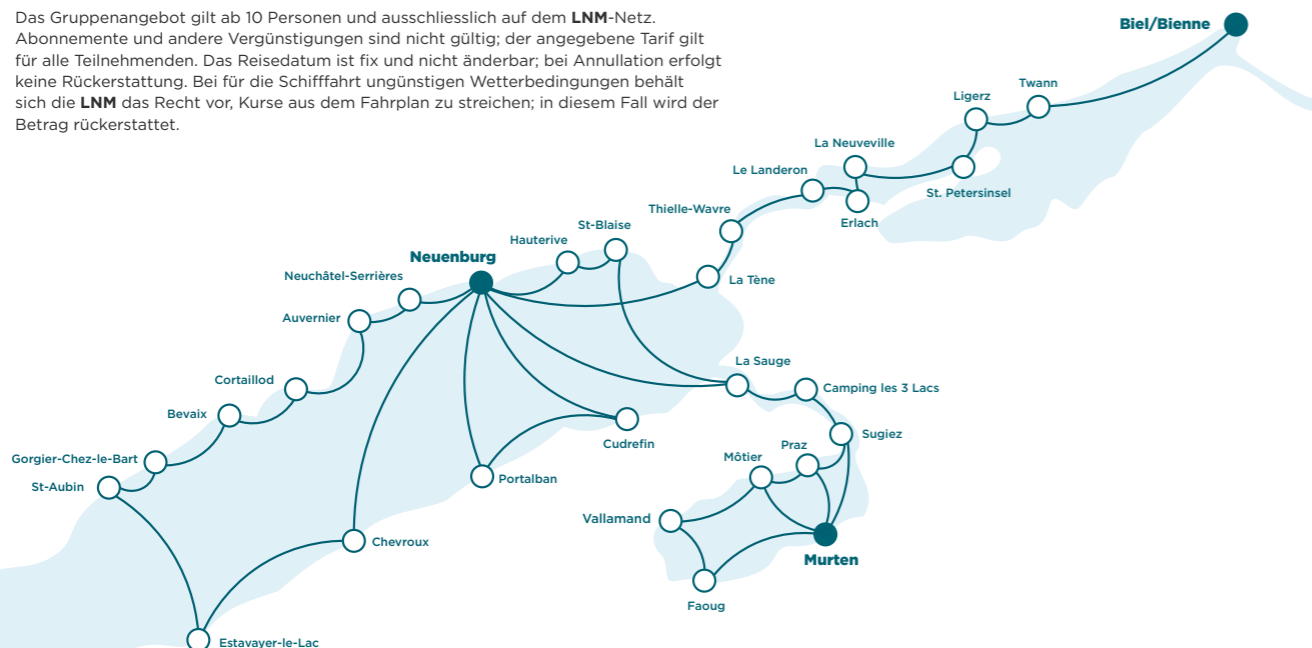 Das Gruppenangebot gilt ab 10 Personen und ausschliesslich auf dem LNM-Netz.
Abonnemente und andere Vergünstigungen sind nicht gültig; der angegebene Tarif gilt
für alle Teilnehmenden. Das Reisedatum ist fix und nicht änderbar; bei Annullation erfolgt
keine Rückerstattung. Bei für die Schifffahrt ungünstigen Wetterbedingungen behält
sich die LNM das Recht vor, Kurse aus dem Fahrplan zu streichen; in diesem Fall wird der
Betrag rückerstattet.
Biel/Bienne
Twann
Ligerz
La Neuveville
Le Landeron
St. Petersinsel
Thielle-Wavre
Erlach
St-Blaise
Hauterive
Neuenburg
Neuchâtel-Serrières
La Tène
Auvernier
La Sauge
Cortaillod
Camping les 3 Lacs
Bevaix
Sugiez
Cudrefin
Praz
Môtier
Gorgier-Chez-le-Bart
Portalban
St-Aubin
Vallamand
Chevroux
Murten
Faoug
Estavayer-le-Lac